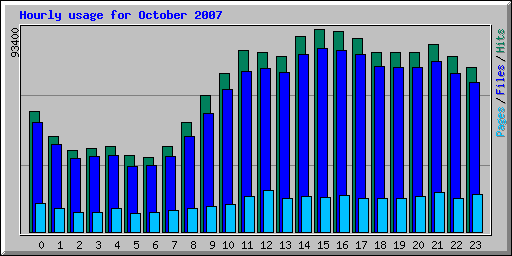 Hourly usage for October 2007
93400
Pages / Files / Hits
0 1 2 3 4 5 6 7 8 9 10 11 12 13 14 15 16 17 18 19 20 21 22 23